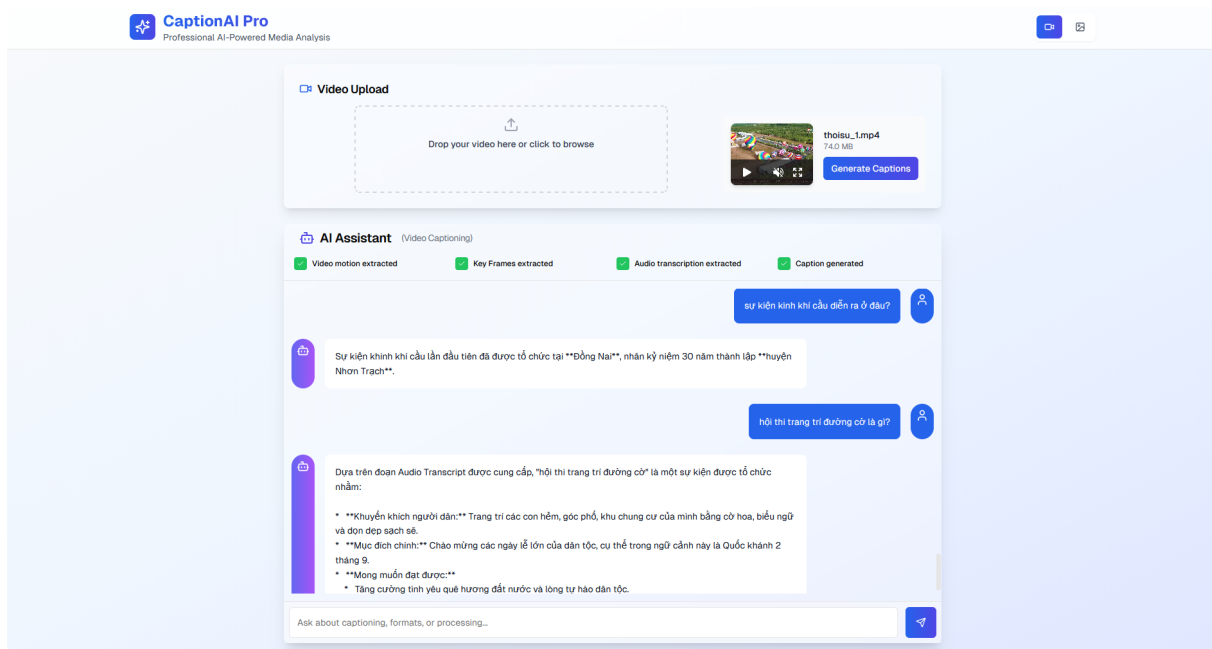 CaptionAI Pro
Professional AI-Powered Media Analysis
Video Upload
Drop your video here or click to browse
thoisu_1.mp4
74.0 MB
Generate Captions
AI Assistant (Video Captioning)
Video motion extracted Key Frames extracted Audio transcription extracted Caption generated
sự kiện kinh khí cầu diễn ra ở đâu?
Sự kiện khinh khí cầu lần đầu tiên đã được tổ chức tại **Đồng Nai**, nhân kỷ niệm 30 năm thành lập **huyện
Nhơn Trạch**.
hội thi trang trí đường cờ là gì?
Dựa trên đoạn Audio Transcript được cung cấp, "hội thi trang trí đường cờ" là một sự kiện được tổ chức
nhằm:
* **Khuyến khích người dân:** Trang trí các con hẻm, góc phố, khu chung cư của mình bằng cờ hoa, biểu ngữ
và dọn dẹp sạch sẽ.
* **Mục đích chính:** Chào mừng các ngày lễ lớn của dân tộc, cụ thể trong ngữ cảnh này là Quốc khánh 2
tháng 9.
* **Mong muốn đạt được:**
* Tăng cường tình yêu quê hương đất nước và lòng tự hào dân tộc.
Ask about captioning, formats, or processing...